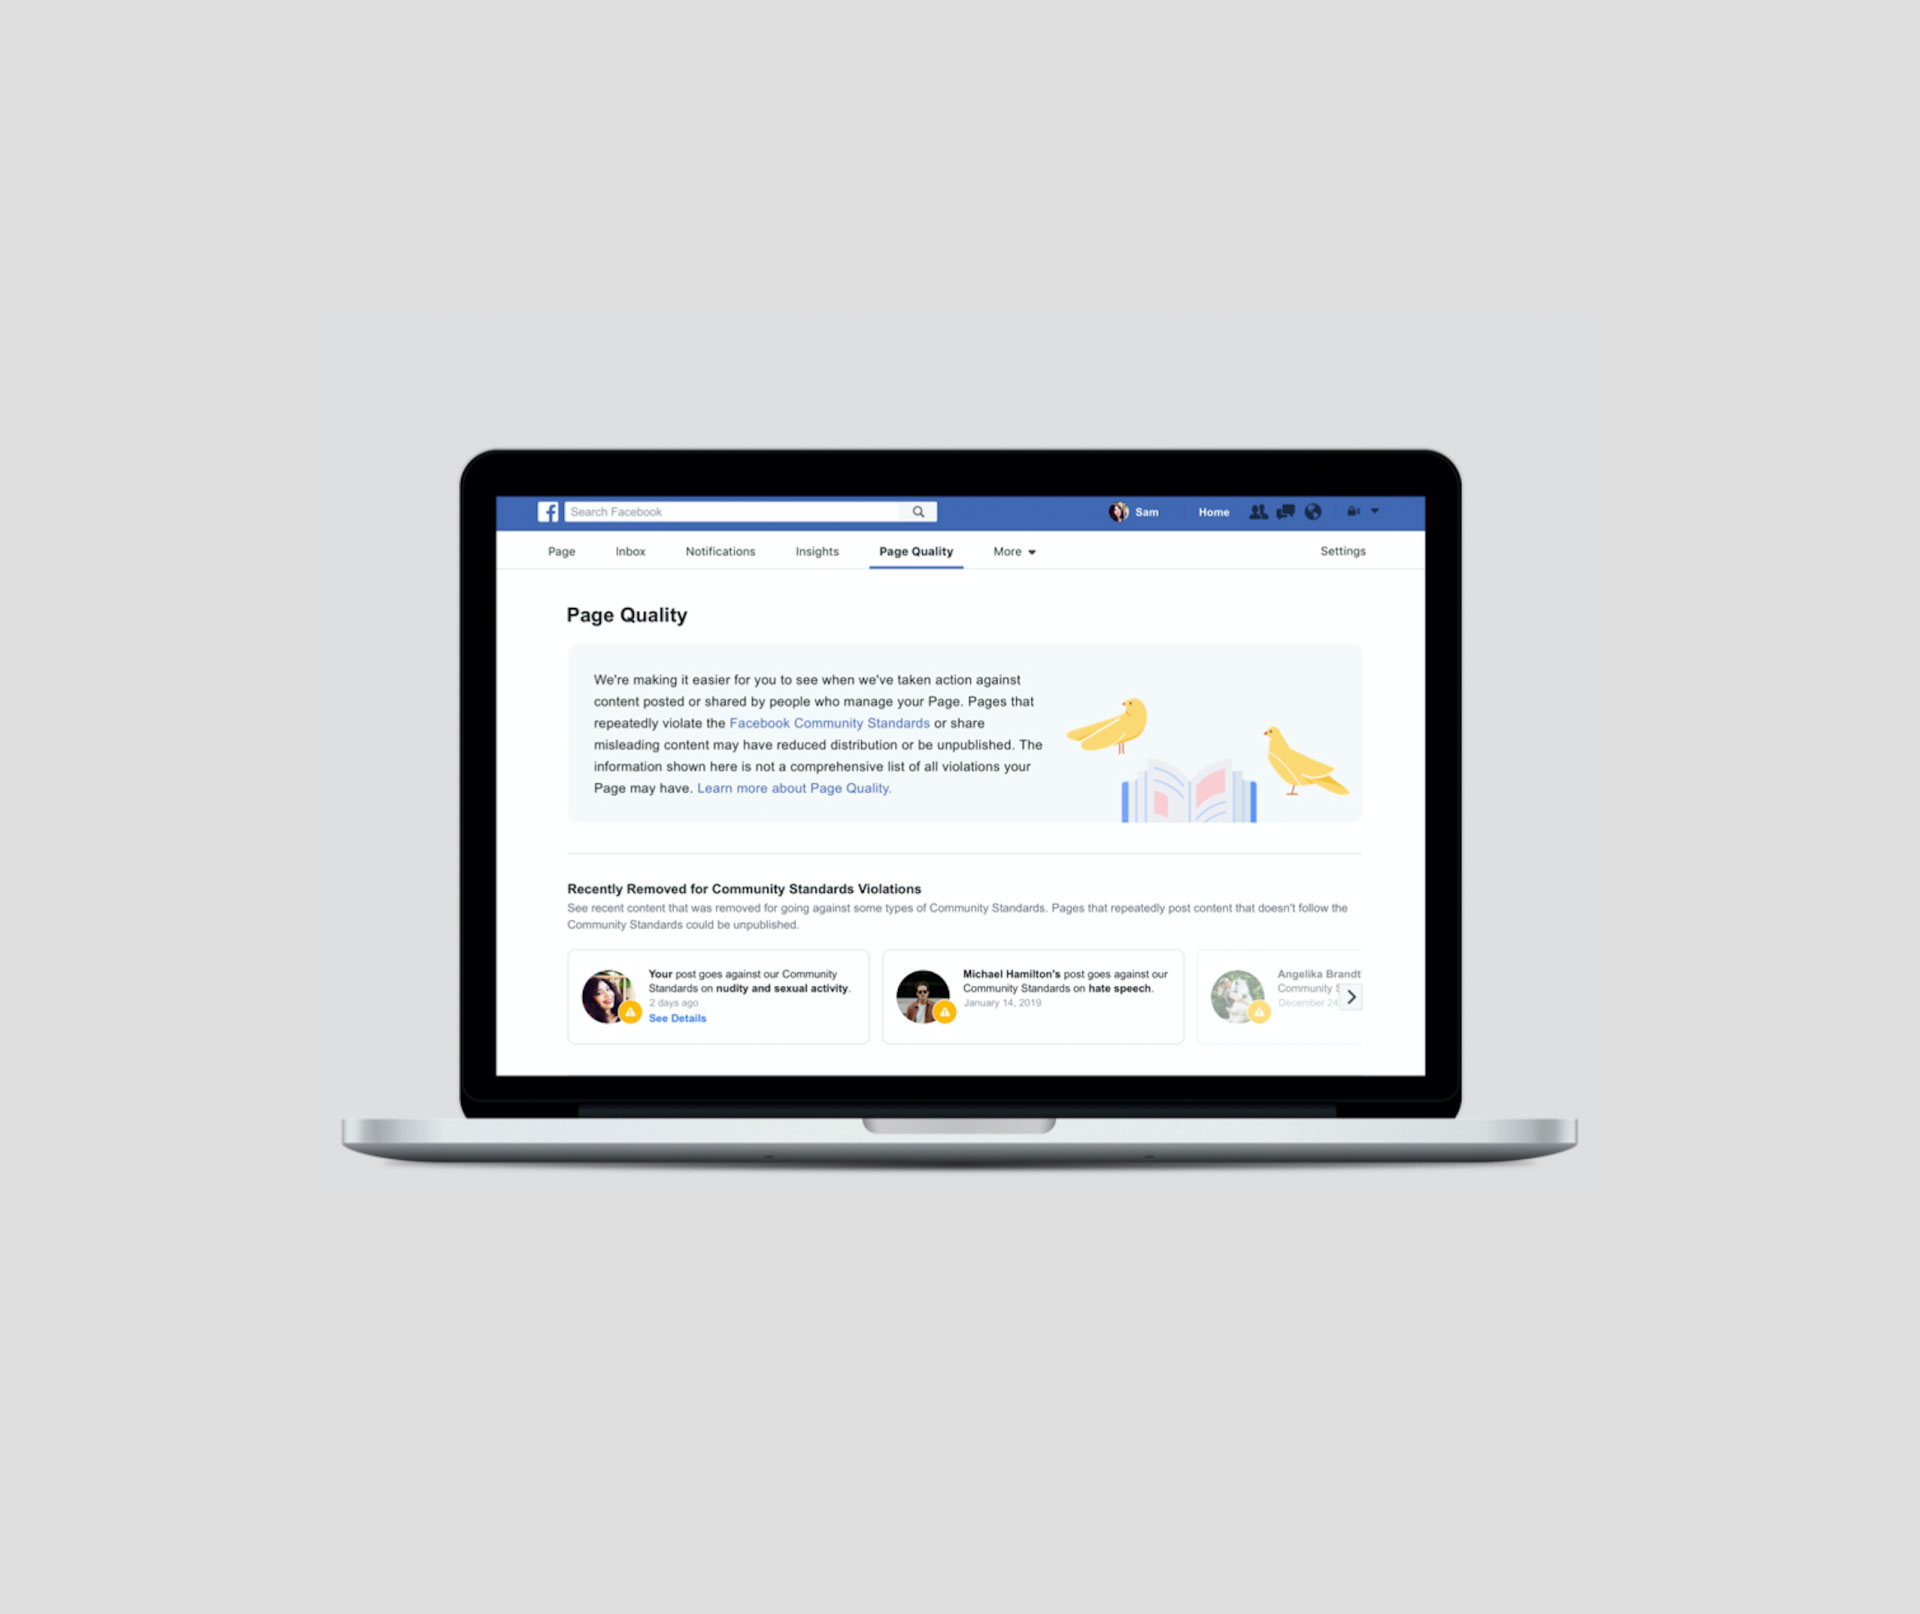 Search Facebook
Sam
Home
Page
Inbox
Notifications
Insights
Page Quality
More
Settings
Page Quality
We're making it easier for you to see when we've taken action against
content posted or shared by people who manage your Page. Pages that
repeatedly violate the Facebook Community Standards or share
misleading content may have reduced distribution or be unpublished. The
information shown here is not a comprehensive list of all violations your
Page may have. Learn more about Page Quality.
Recently Removed for Community Standards Violations
See recent content that was removed for going against some types of Community Standards. Pages that repeatedly post content that doesn't follow the
Community Standards could be unpublished.
Your post goes against our Community
Standards on nudity and sexual activity.
2 days ago
See Details
Michael Hamilton's post goes against our
Community Standards on hate speech.
January 14, 2019
Angelika Brandt
Community S
December 24